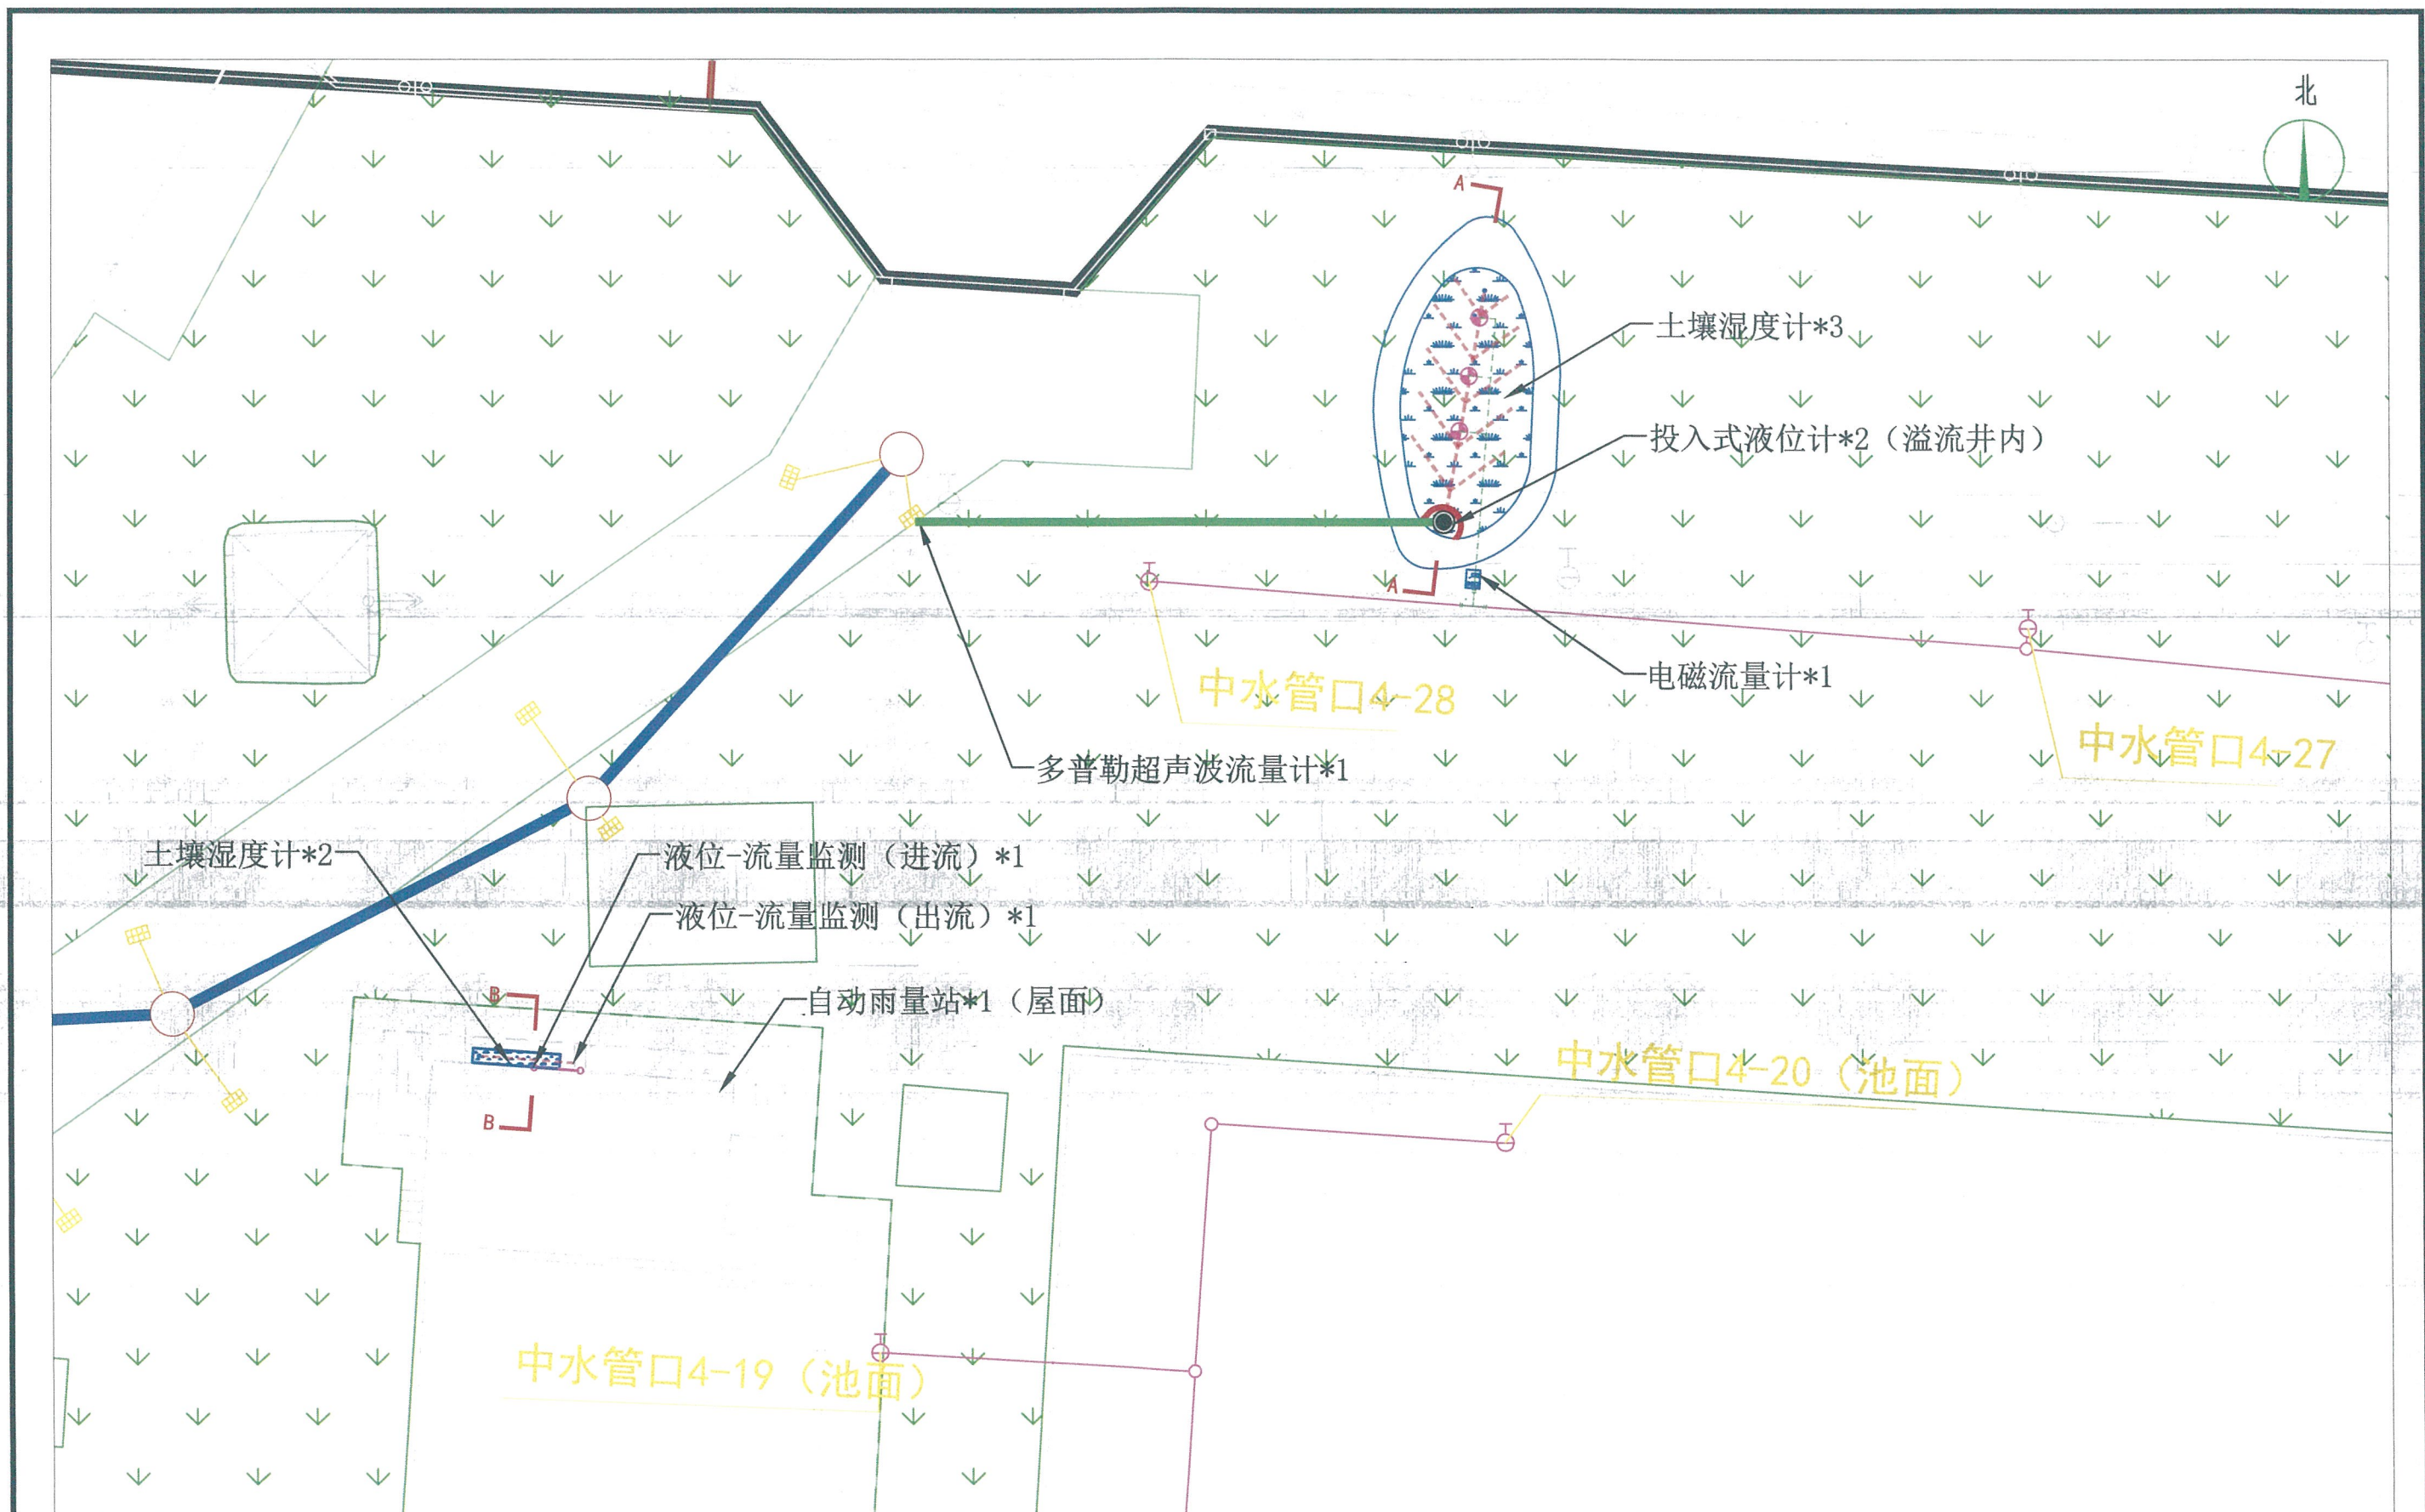 北
A
土壤湿度计*3
投入式液位计*2（溢流井内）
A
电磁流量计*1
中水管口4-28
中水管口4-27
多普勒超声波流量计*1
土壤湿度计*2
液位-流量监测（进流）*1
液位-流量监测（出流）*1
B
自动雨量站*1（屋面）
B
中水管口4-20（池面）
中水管口4-19（池面）